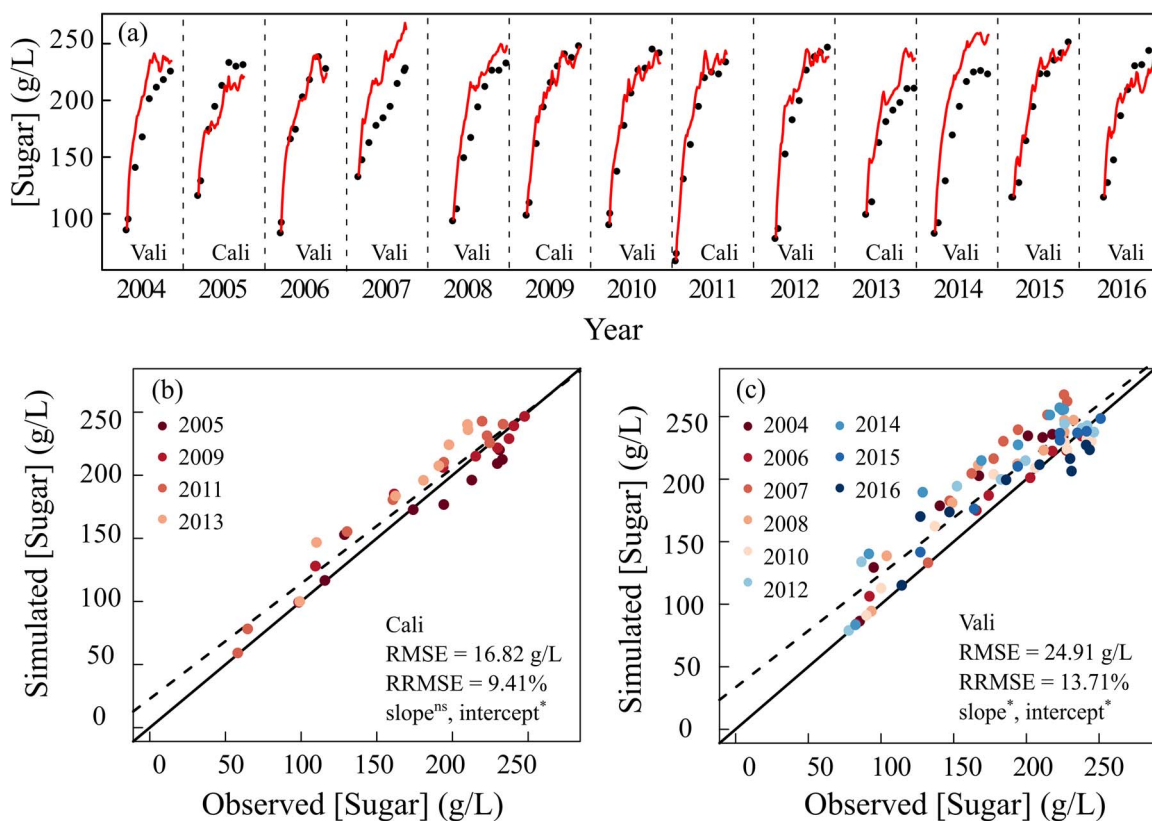 (a)
[Sugar] (g/L)
250
200
150
100
Vali Cali Vali Vali Vali Cali Vali Cali Vali Cali Vali Vali Vali
2004 2005 2006 2007 2008 2009 2010 2011 2012 2013 2014 2015 2016
Year
(b)
Simulated [Sugar] (g/L)
250
200
150
100
50
0
2005
2009
2011
2013
Cali
RMSE = 16.82 g/L
RRMSE = 9.41%
slopeⁿˢ, intercept*
0 50 100 150 200 250
Observed [Sugar] (g/L)
(c)
Simulated [Sugar] (g/L)
250
200
150
100
50
0
2004 2014
2006 2015
2007 2016
2008
2010
2012
Vali
RMSE = 24.91 g/L
RRMSE = 13.71%
slope*, intercept*
0 50 100 150 200 250
Observed [Sugar] (g/L)